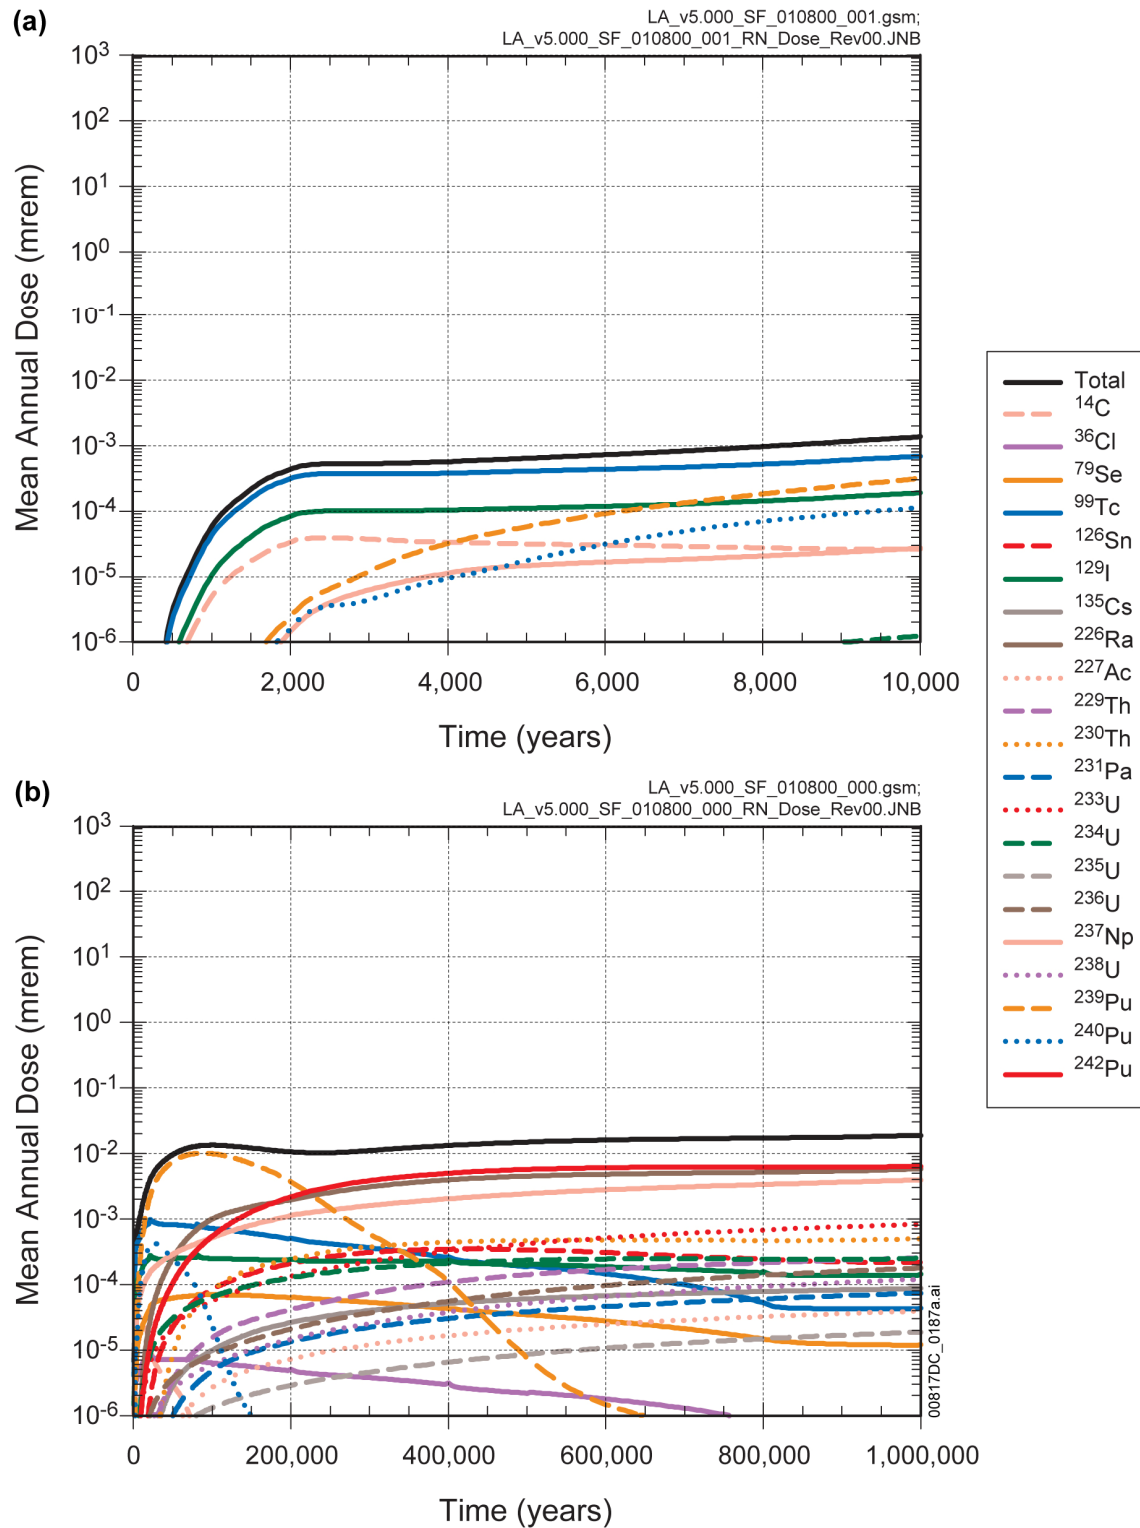 (a)
LA_v5.000_SF_010800_001.gsm;
LA_v5.000_SF_010800_001_RN_Dose_Rev00.JNB
10³
10²
10¹
10⁰
10⁻¹
10⁻²
10⁻³
10⁻⁴
10⁻⁵
10⁻⁶
Mean Annual Dose (mrem)
0 2,000 4,000 6,000 8,000 10,000
Time (years)
Total
¹⁴C
³⁶Cl
⁷⁹Se
⁹⁹Tc
¹²⁶Sn
¹²⁹I
¹³⁵Cs
²²⁶Ra
²²⁷Ac
²²⁹Th
²³⁰Th
²³¹Pa
²³³U
²³⁴U
²³⁵U
²³⁶U
²³⁷Np
²³⁸U
²³⁹Pu
²⁴⁰Pu
²⁴²Pu
(b)
LA_v5.000_SF_010800_000.gsm;
LA_v5.000_SF_010800_000_RN_Dose_Rev00.JNB
10³
10²
10¹
10⁰
10⁻¹
10⁻²
10⁻³
10⁻⁴
10⁻⁵
10⁻⁶
Mean Annual Dose (mrem)
0 200,000 400,000 600,000 800,000 1,000,000
Time (years)
00817DC_0187a.ai